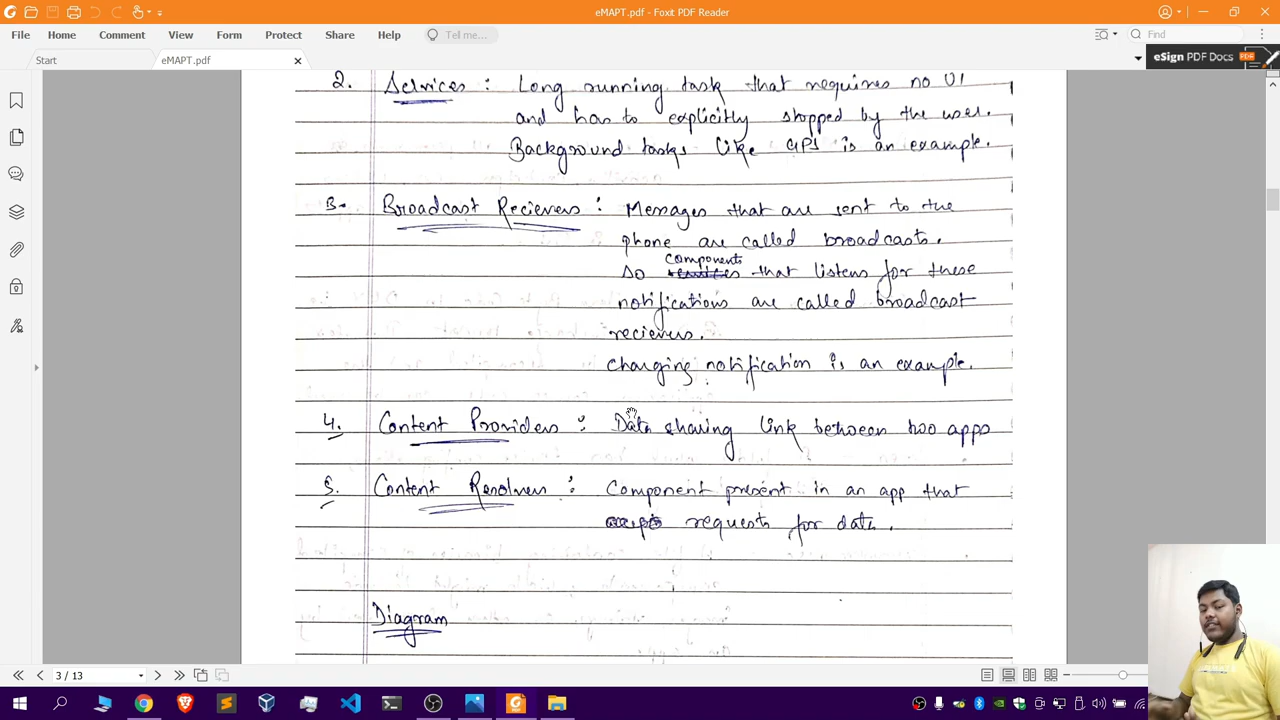 eMAPT.pdf - Foxit PDF Reader
File Home Comment View Form Protect Share Help Tell me... Find
Start eMAPT.pdf eSign PDF Docs
2. Services : Long running task that requires no UI
and has to explicitly stopped by the user.
Background tasks like GPS is an example.
3. Broadcast Recievers : Messages that are sent to the
phone are called broadcasts.
components
so that listens for these
notifications are called broadcast
recievers.
charging notification is an example.
4. Content Providers : Data sharing link between two apps
5. Content Resolvers : Component present in an app that
requests for data.
Diagram
3 / 13